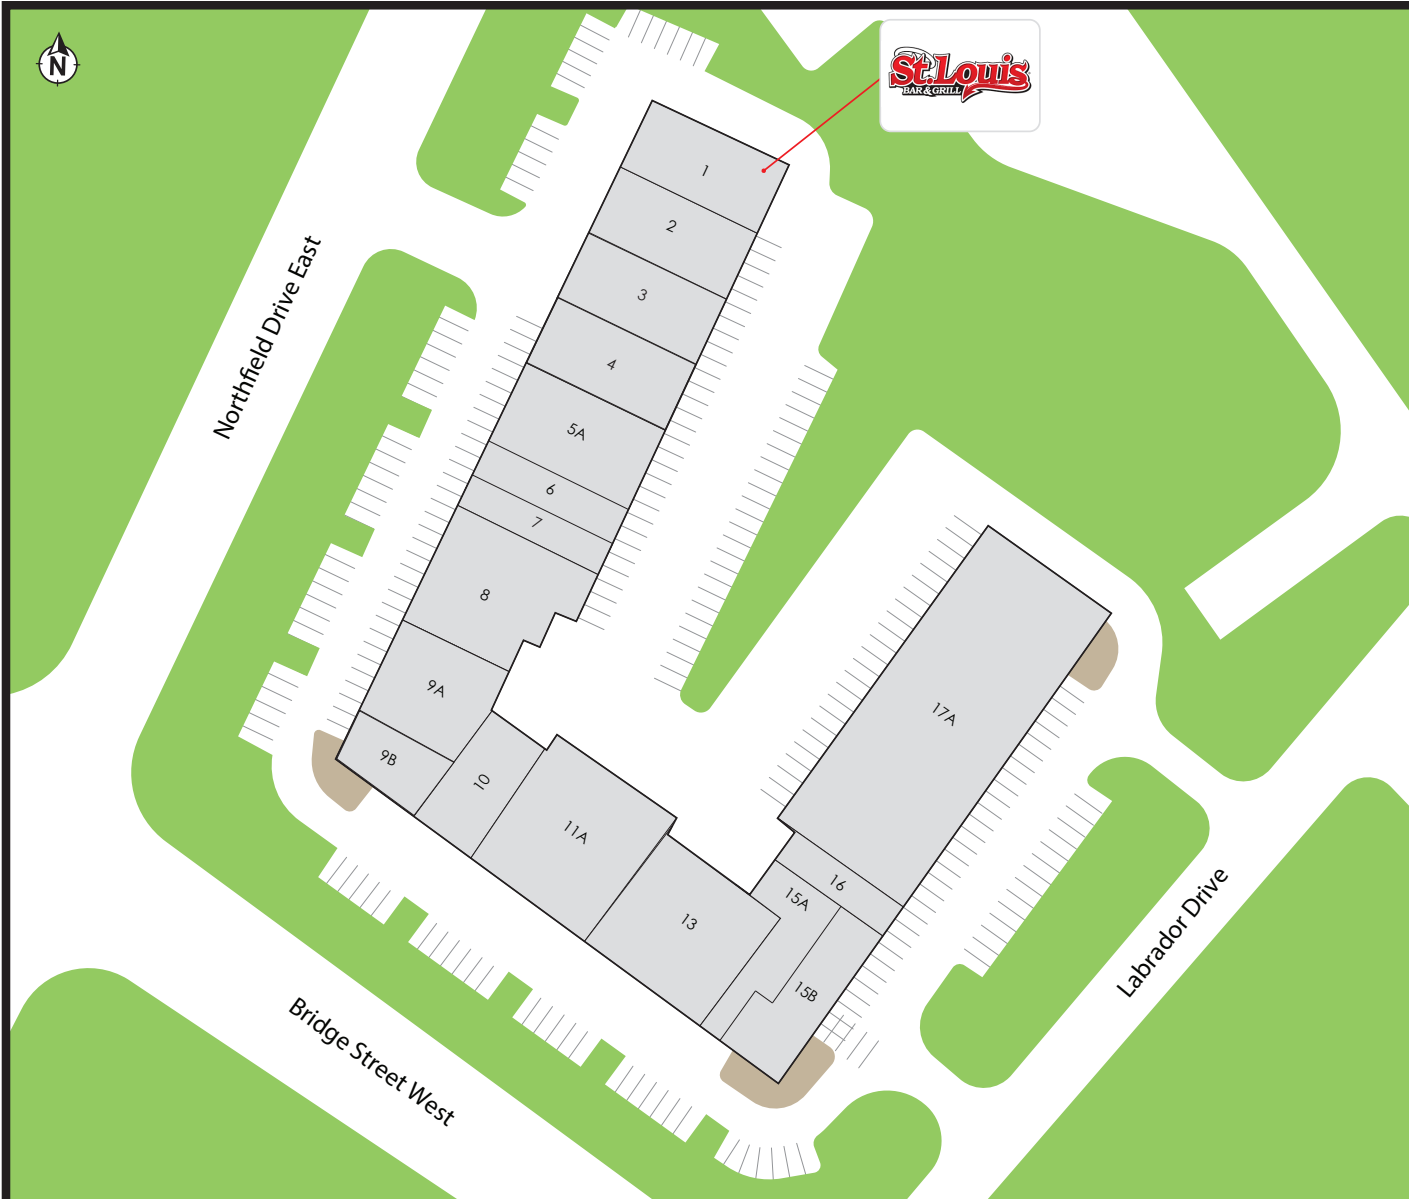 N
St.Louis
BAR & GRILL
1
2
3
4
5A
6
7
8
9A
9B
10
11A
13
15A
15B
16
17A
Northfield Drive East
Bridge Street West
Labrador Drive